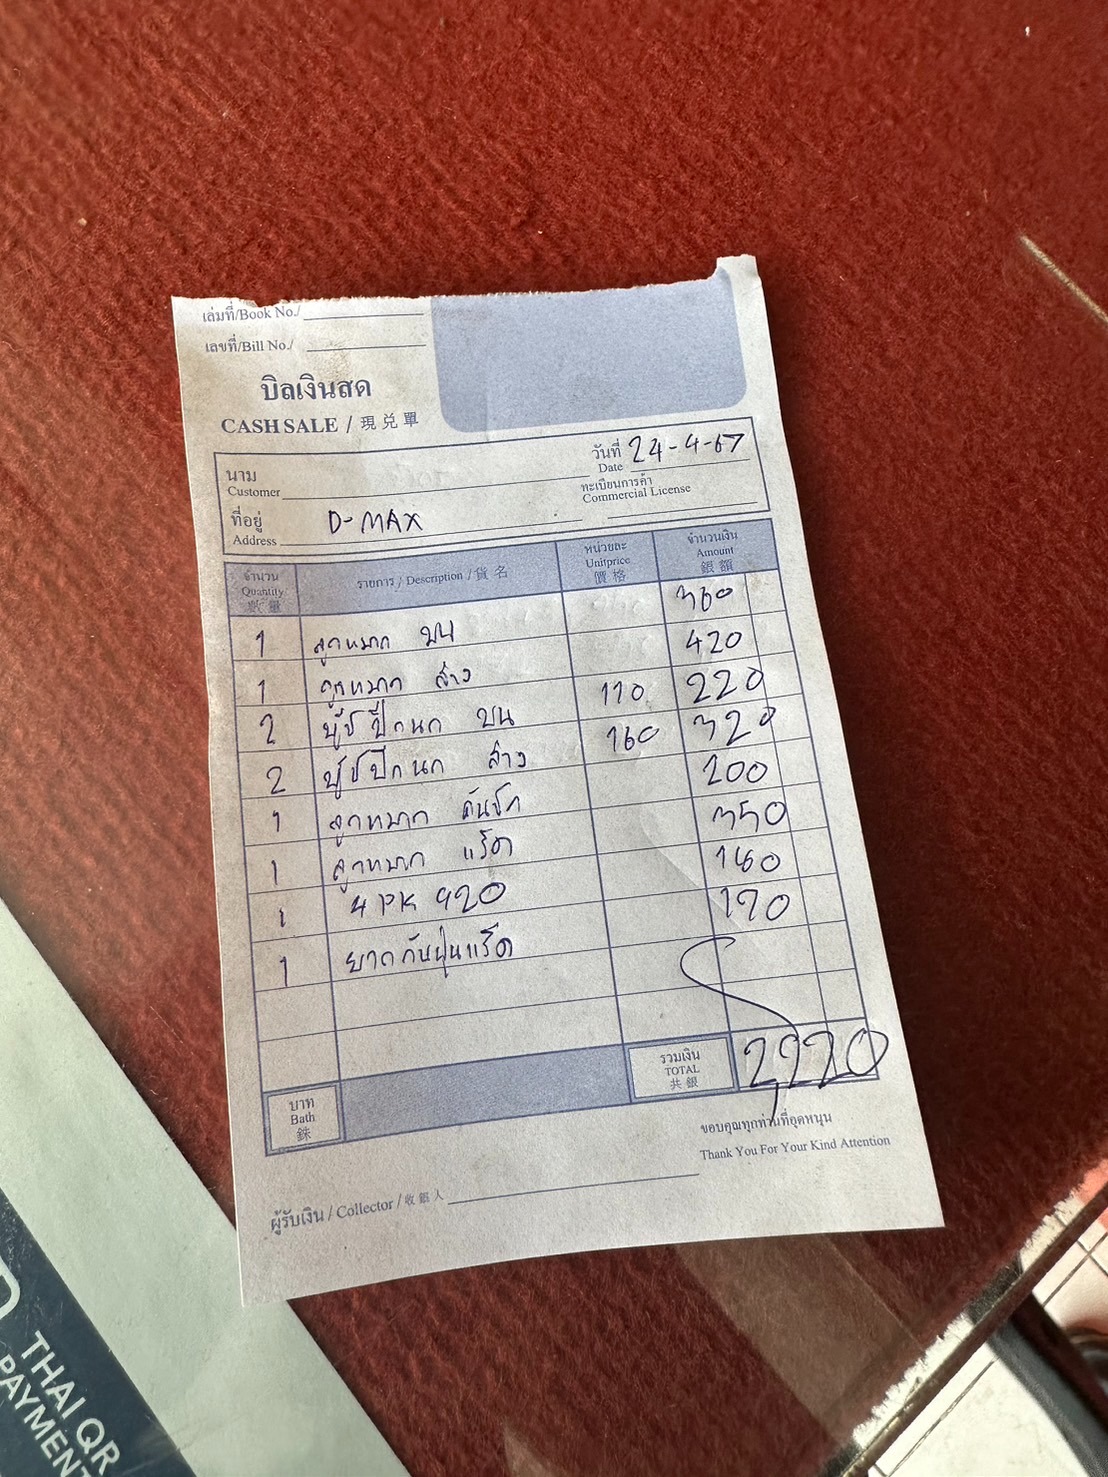 เล่มที่/Book No./
เลขที่/Bill No./
บิลเงินสด
CASH SALE / 現兑單
นาม
Customer
วันที่ 24-4-67
Date
ทะเบียนการค้า
Commercial License
ที่อยู่ D-MAX
Address
จำนวน รายการ / Description / 貨名 หน่วยละ จำนวนเงิน
Quantity Unitprice Amount
數量 價格 銀額
1 ลูกหมาก บน 360
1 ลูกหมาก ล่าง 420
2 บู๊ชปีกนก บน 110 220
2 บู๊ชปีกนก ล่าง 160 320
1 ลูกหมาก คันชัก 200
1 ลูกหมาก แร็ค 350
1 4PK 920 160
1 ยางกันฝุ่นแร็ค 190
บาท
Bath
銖
รวมเงิน
TOTAL
共銀
2,220
ขอบคุณทุกท่านที่อุดหนุน
Thank You For Your Kind Attention
ผู้รับเงิน / Collector / 收銀人
THAI QR
PAYMENT